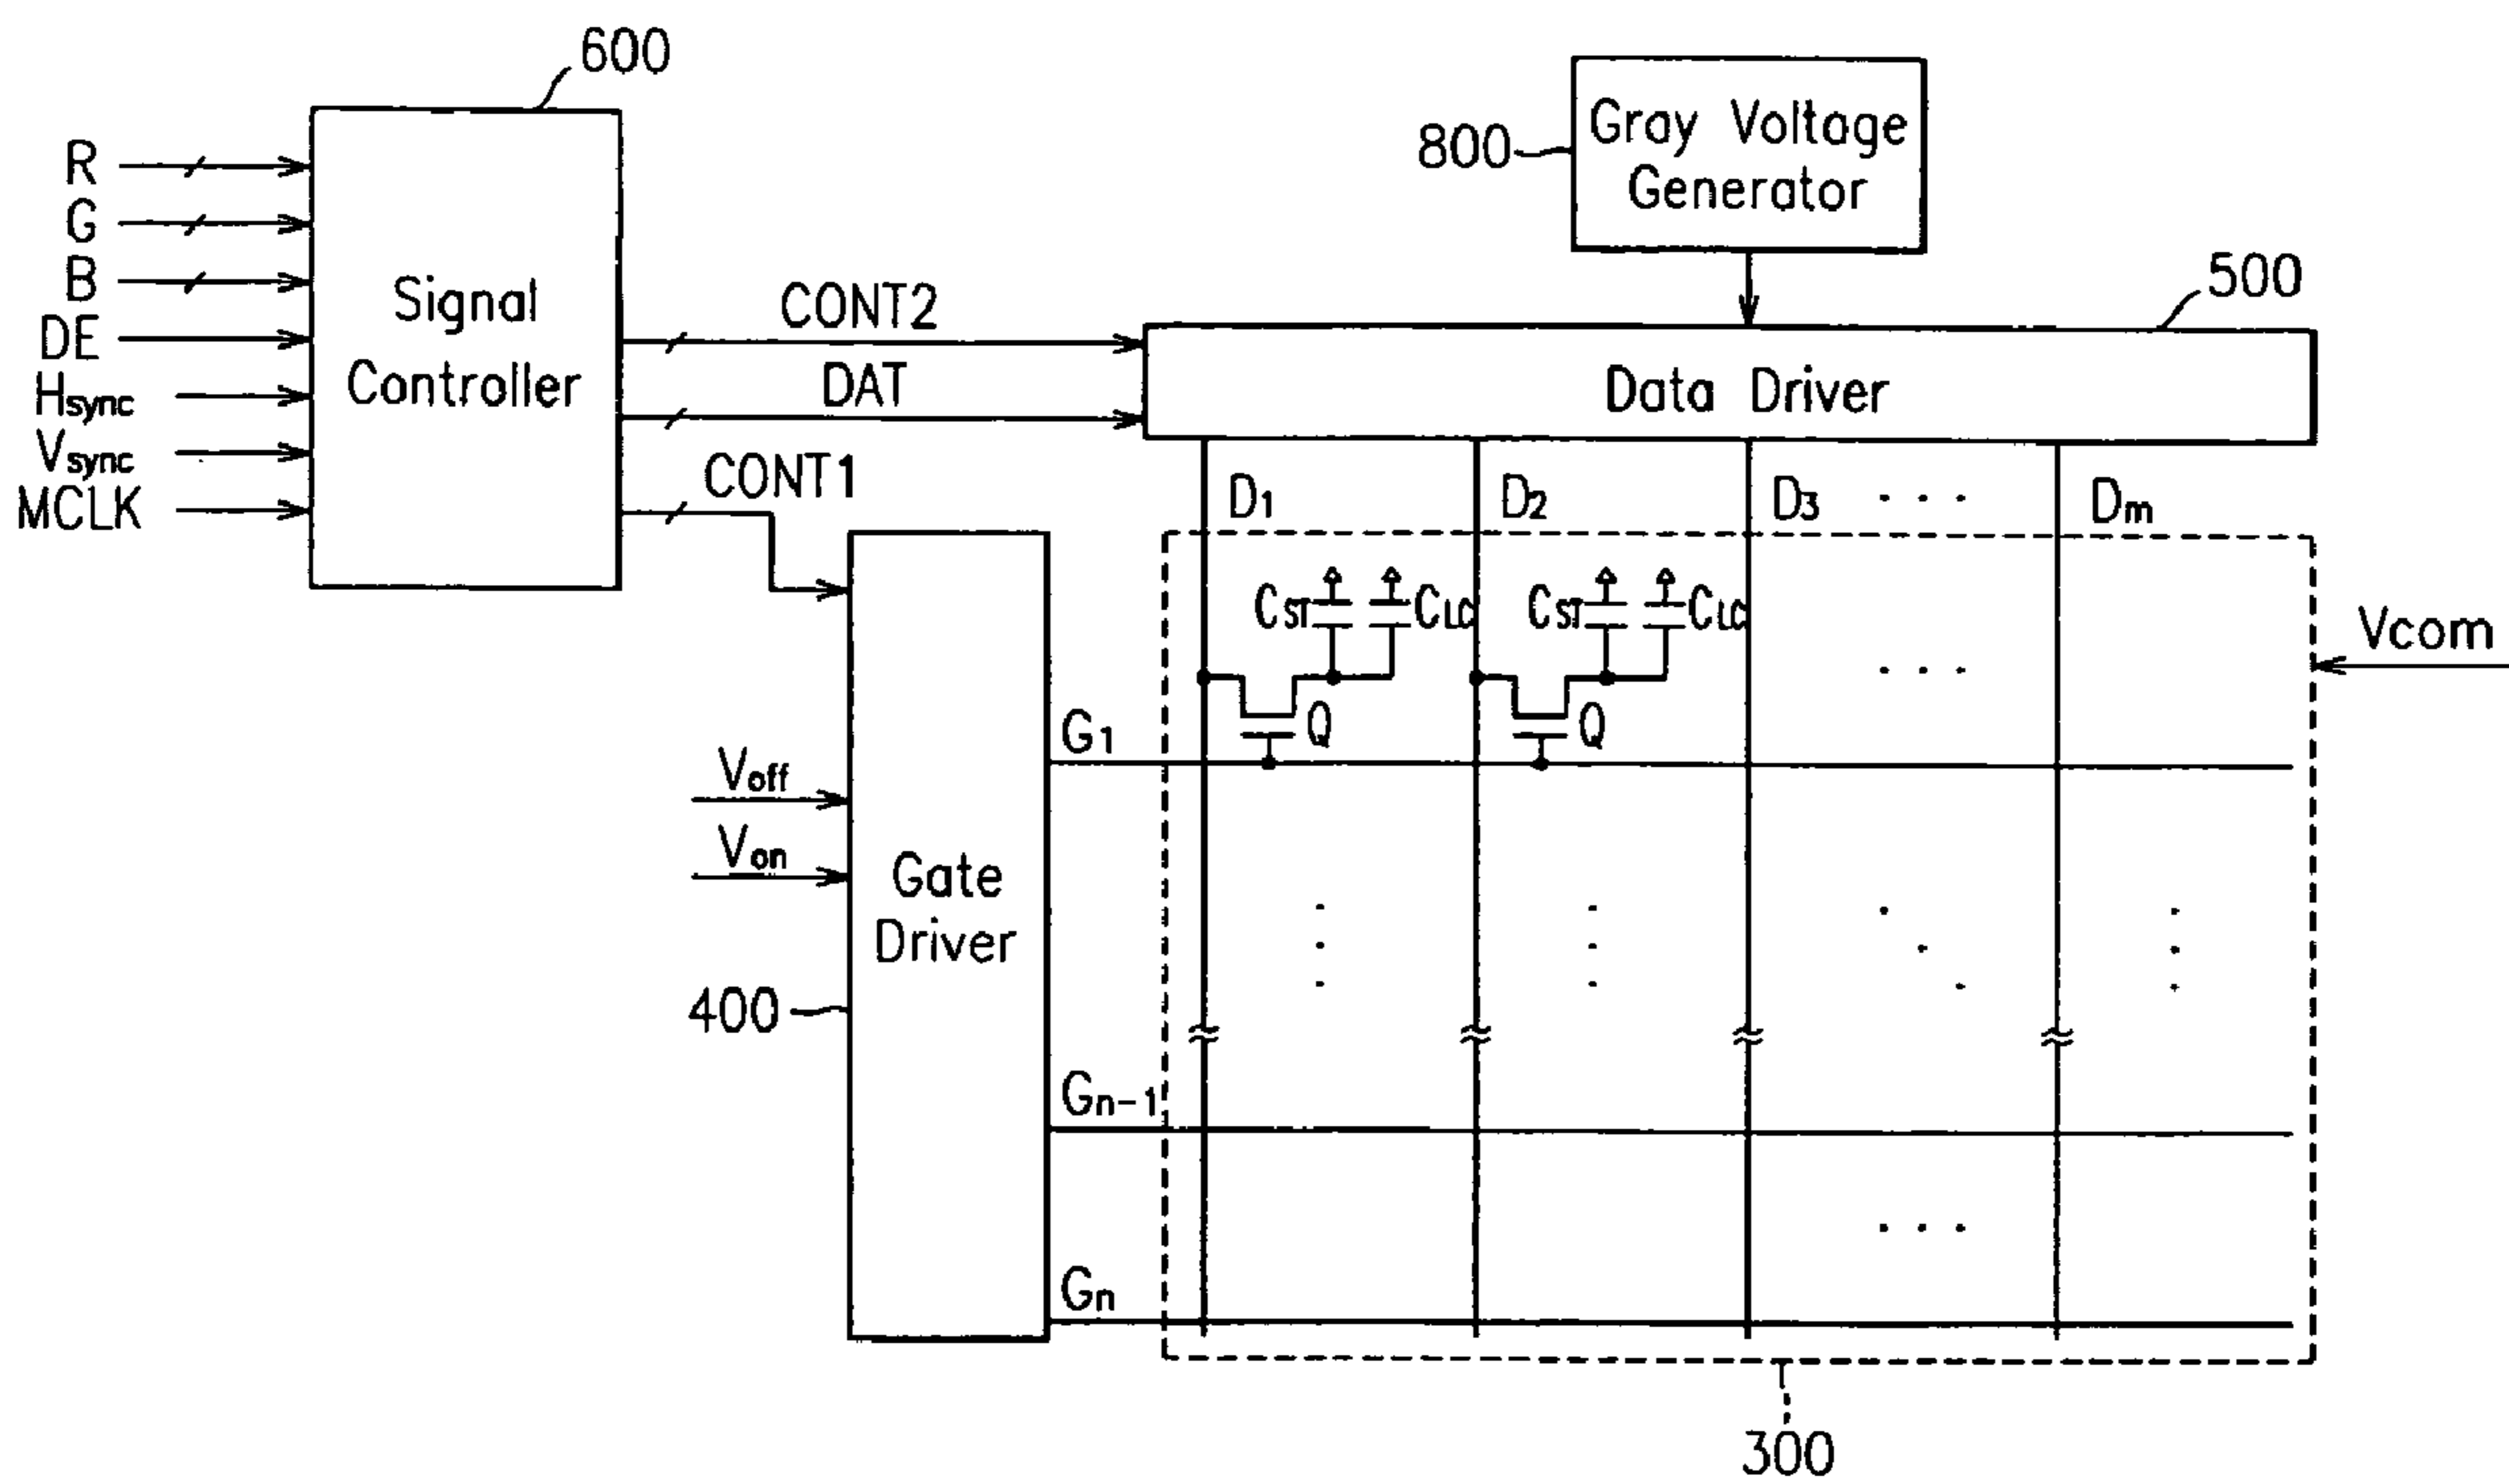 600
R
G
B
DE
Hsync
Vsync
MCLK
Signal
Controller
CONT2
DAT
CONT1
800
Gray Voltage
Generator
500
Data Driver
D1
D2
D3
. . .
Dm
CST
CLC
CST
CLC
. . .
Vcom
Q
Q
G1
Voff
Von
Gate
Driver
400
Gn-1
. . .
Gn
300